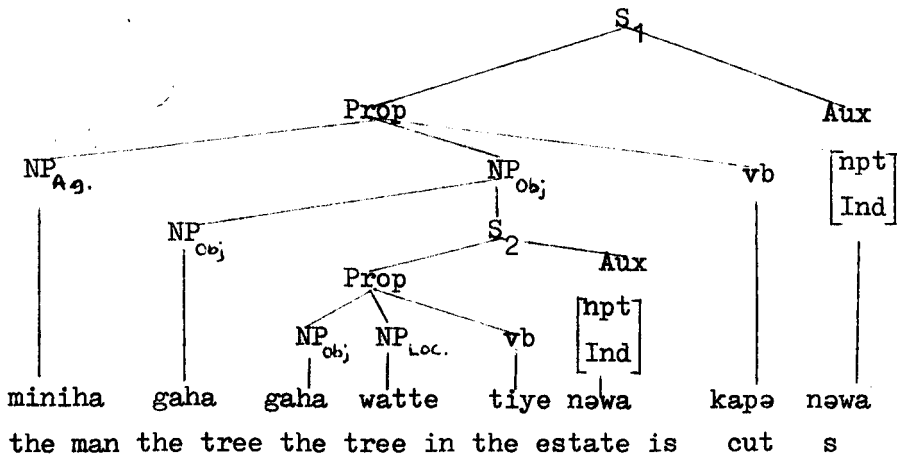 S1
Prop Aux
NPAg. NPObj vb [npt
Ind]
NPObj S2
Prop Aux
NPObj NPLoc. vb [npt
Ind]
miniha gaha gaha watte tiye nəwa kapə nəwa
the man the tree the tree in the estate is cut s